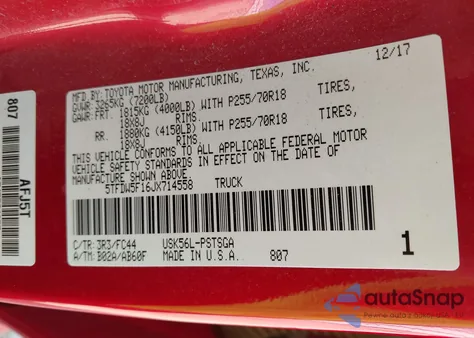 807
AFJ5T
MFD BY: TOYOTA MOTOR MANUFACTURING, TEXAS, INC. 12/17
GVWR: 3265KG (7200LB)
GAWR: FRT. 1815KG (4000LB) WITH P255/70R18 TIRES,
18X8J RIMS,
RR. 1880KG (4150LB) WITH P255/70R18 TIRES,
18X8J RIMS,
THIS VEHICLE CONFORMS TO ALL APPLICABLE FEDERAL MOTOR
VEHICLE SAFETY STANDARDS IN EFFECT ON THE DATE OF
MANUFACTURE SHOWN ABOVE.
5TFDW5F16JX714558 TRUCK
C/TR: 3R3/FC44 USK56L-PSTSGA
A/TM: B02A/AB60F MADE IN U.S.A. 807 1
autoSnap